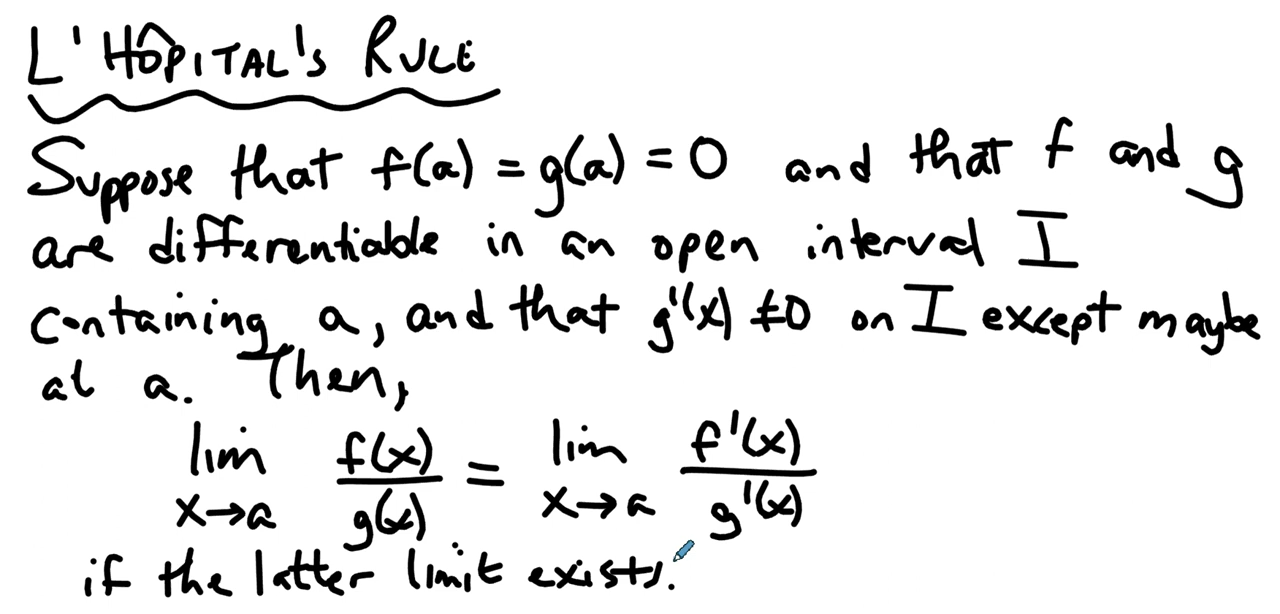 L'HÔPITAL'S RULE
Suppose that f(a) = g(a) = 0 and that f and g
are differentiable in an open interval I
containing a, and that g'(x) ≠ 0 on I except maybe
at a. Then,
lim x→a f(x)/g(x) = lim x→a f'(x)/g'(x)
if the latter limit exists.